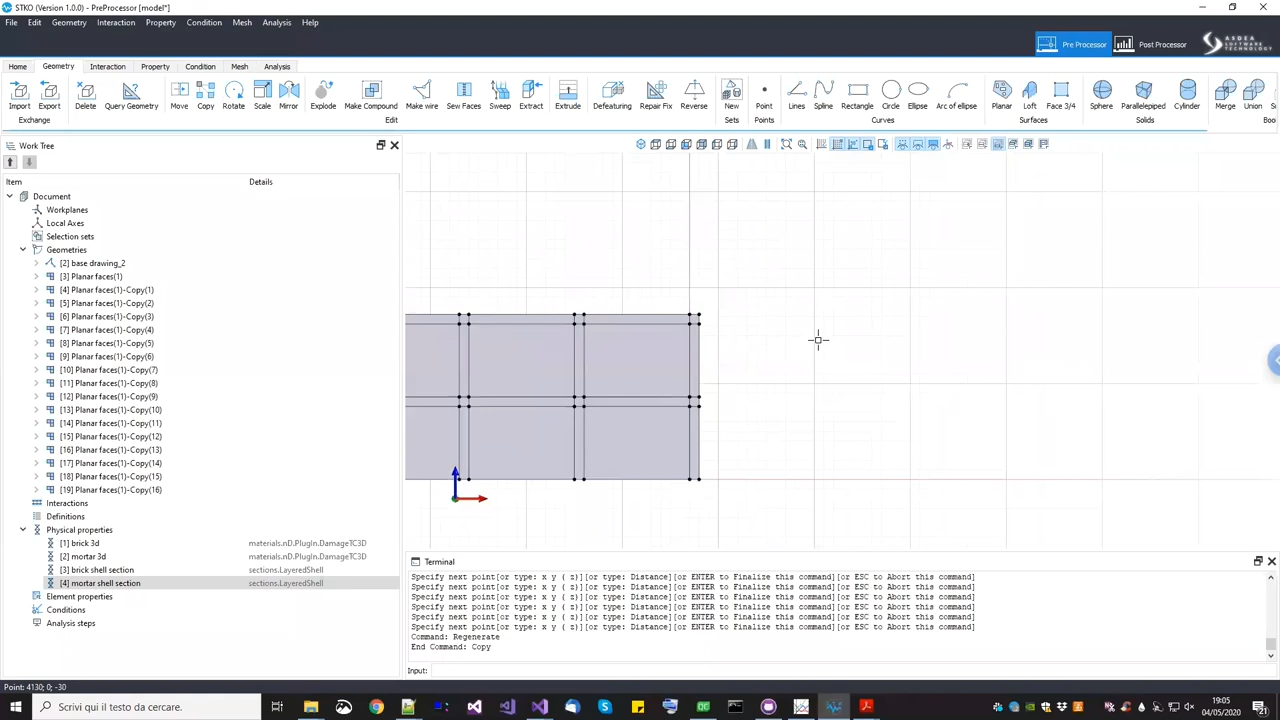 STKO (Version 1.0.0) - PreProcessor [model*]
File Edit Geometry Interaction Property Condition Mesh Analysis Help
Pre Processor Post Processor ASDEA SOFTWARE TECHNOLOGY
Home Geometry Interaction Property Condition Mesh Analysis
Import Export Delete Query Geometry Move Copy Rotate Scale Mirror Explode Make Compound Make wire Sew Faces Sweep Extract Extrude Defeaturing Repair Fix Reverse New Point Lines Spline Rectangle Circle Ellipse Arc of ellipse Planar Loft Face 3/4 Sphere Parallelepiped Cylinder Merge Union
Exchange Edit Sets Points Curves Surfaces Solids Boo
Work Tree
Item Details
Document
Workplanes
Local Axes
Selection sets
Geometries
[2] base drawing_2
[3] Planar faces(1)
[4] Planar faces(1)-Copy(1)
[5] Planar faces(1)-Copy(2)
[6] Planar faces(1)-Copy(3)
[7] Planar faces(1)-Copy(4)
[8] Planar faces(1)-Copy(5)
[9] Planar faces(1)-Copy(6)
[10] Planar faces(1)-Copy(7)
[11] Planar faces(1)-Copy(8)
[12] Planar faces(1)-Copy(9)
[13] Planar faces(1)-Copy(10)
[14] Planar faces(1)-Copy(11)
[15] Planar faces(1)-Copy(12)
[16] Planar faces(1)-Copy(13)
[17] Planar faces(1)-Copy(14)
[18] Planar faces(1)-Copy(15)
[19] Planar faces(1)-Copy(16)
Interactions
Definitions
Physical properties
[1] brick 3d materials.nD.PlugIn.DamageTC3D
[2] mortar 3d materials.nD.PlugIn.DamageTC3D
[3] brick shell section sections.LayeredShell
[4] mortar shell section sections.LayeredShell
Element properties
Conditions
Analysis steps
Terminal
Specify next point[or type: x y ( z)][or type: Distance][or ENTER to Finalize this command][or ESC to Abort this command]
Specify next point[or type: x y ( z)][or type: Distance][or ENTER to Finalize this command][or ESC to Abort this command]
Specify next point[or type: x y ( z)][or type: Distance][or ENTER to Finalize this command][or ESC to Abort this command]
Specify next point[or type: x y ( z)][or type: Distance][or ENTER to Finalize this command][or ESC to Abort this command]
Specify next point[or type: x y ( z)][or type: Distance][or ENTER to Finalize this command][or ESC to Abort this command]
Specify next point[or type: x y ( z)][or type: Distance][or ENTER to Finalize this command][or ESC to Abort this command]
Command: Regenerate
End Command: Copy
Input:
Point: 4130; 0; -30
Scrivi qui il testo da cercare.
19:05
04/05/2020